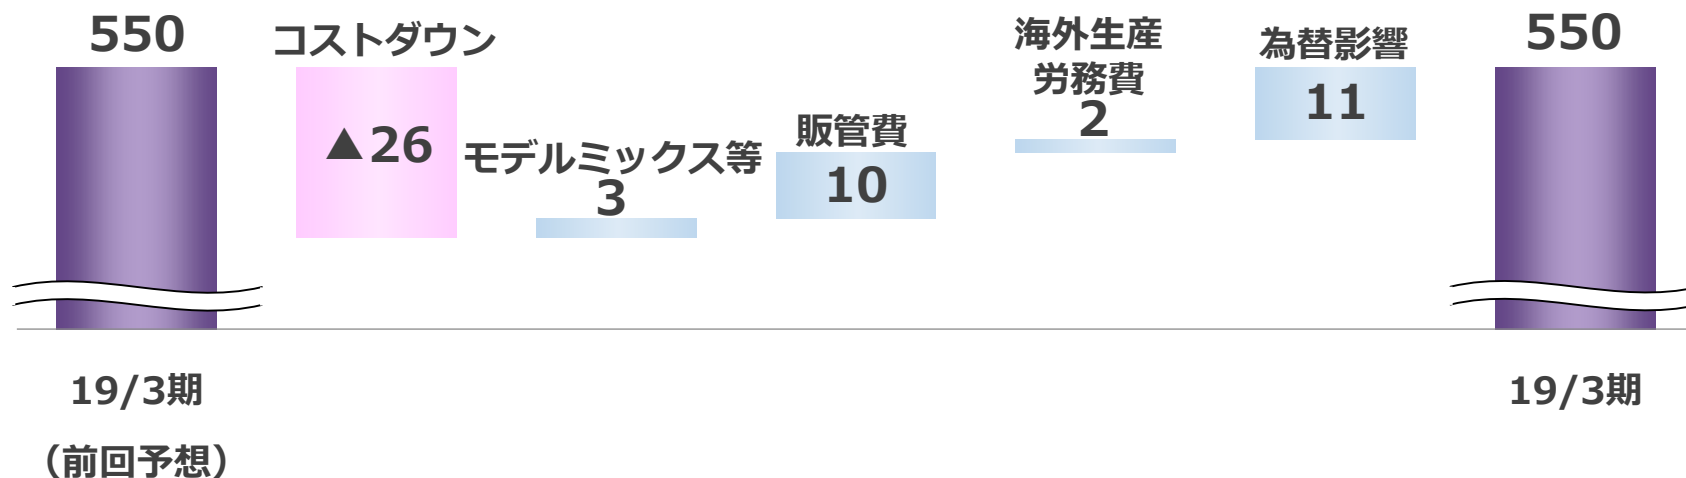 550
コストダウン
▲26
モデルミックス等
3
販管費
10
海外生産
労務費
2
為替影響
11
550
19/3期
（前回予想）
19/3期